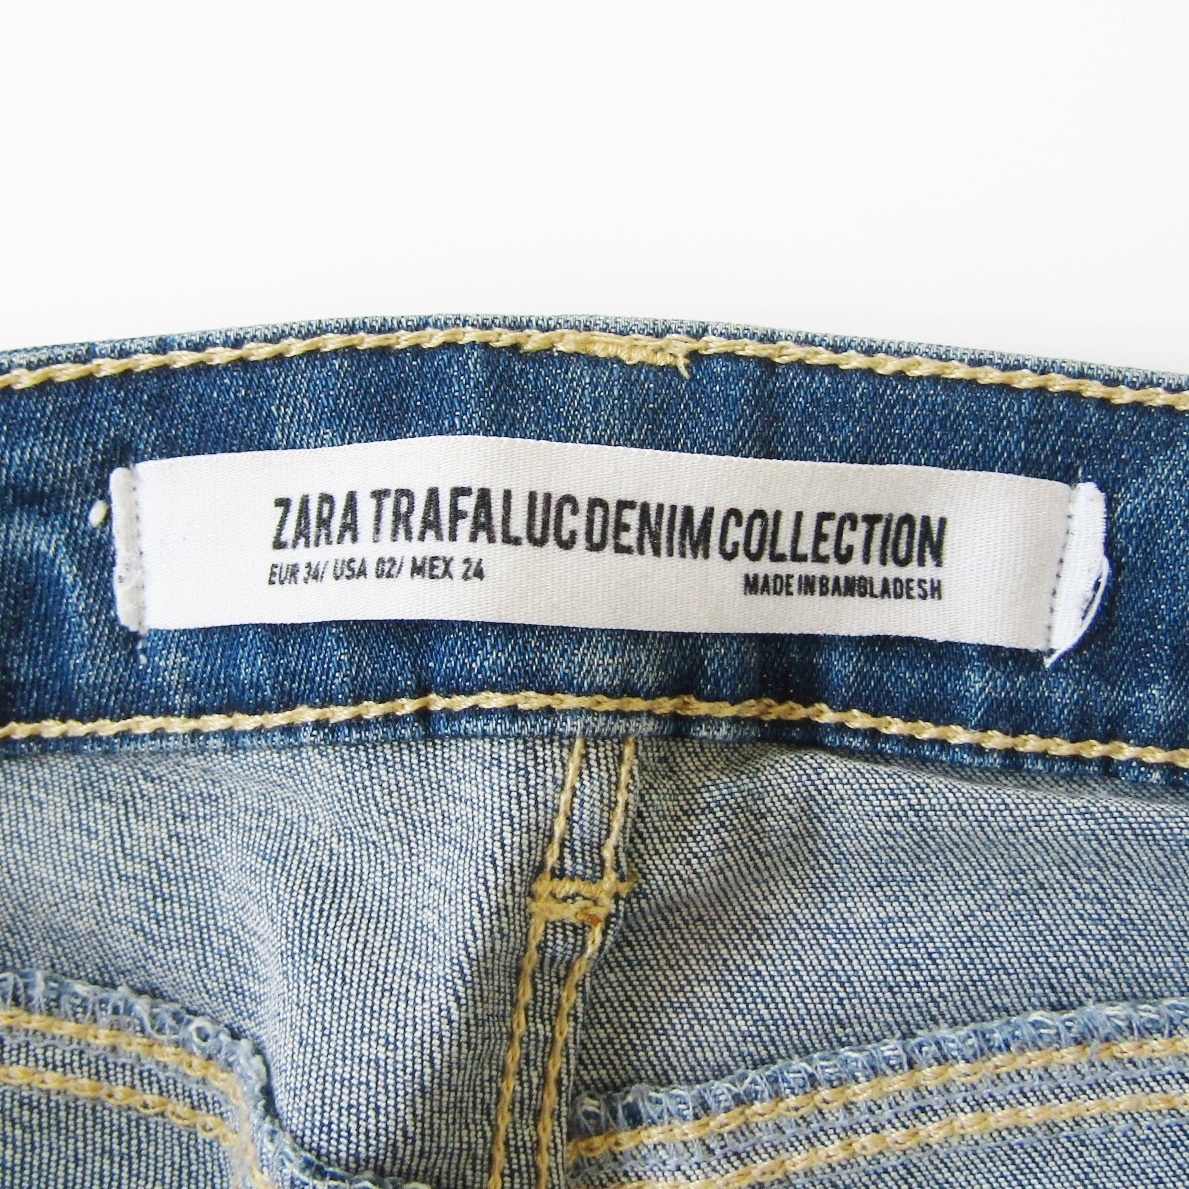 ZARA TRAFALUC DENIM COLLECTION
EUR 34/ USA 02/ MEX 24
MADE IN BANGLADESH